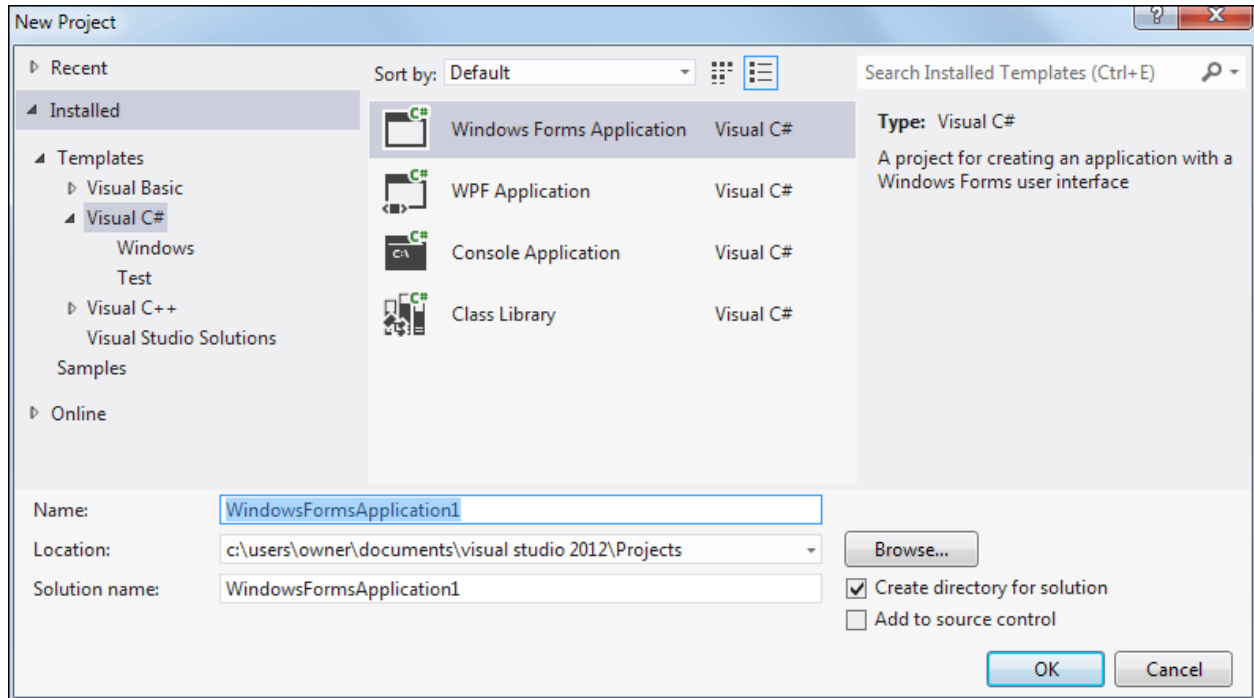 New Project
Recent
Installed
Templates
Visual Basic
Visual C#
Windows
Test
Visual C++
Visual Studio Solutions
Samples
Online
Sort by: Default
C# Windows Forms Application Visual C#
C# WPF Application Visual C#
C# C:\ Console Application Visual C#
C# Class Library Visual C#
Search Installed Templates (Ctrl+E)
Type: Visual C#
A project for creating an application with a
Windows Forms user interface
Name: WindowsFormsApplication1
Location: c:\users\owner\documents\visual studio 2012\Projects
Browse...
Solution name: WindowsFormsApplication1
Create directory for solution
Add to source control
OK Cancel